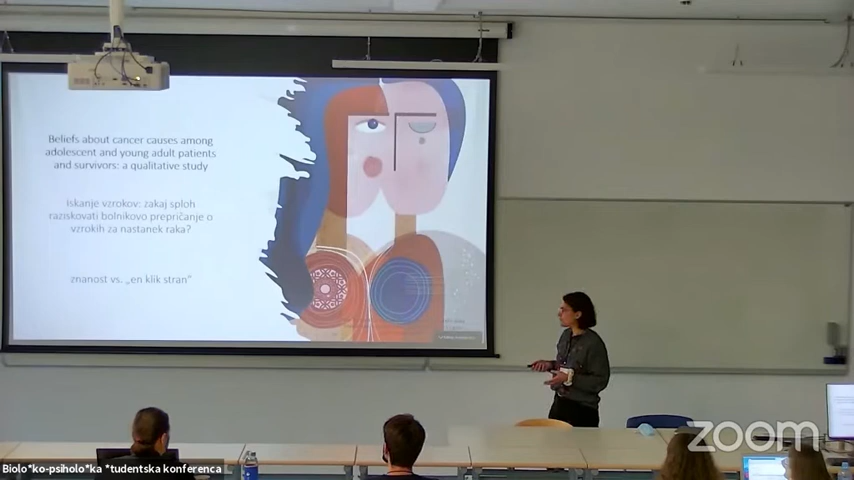 Beliefs about cancer causes among
adolescent and young adult patients
and survivors: a qualitative study
iskanje vzrokov: zakaj sploh
raziskovati bolnikovo prepričanje o
vzrokih za nastanek raka?
znanost vs. „en klik stran“
zoom
Biolo*ko-psiholo*ka *tudentska konferenca